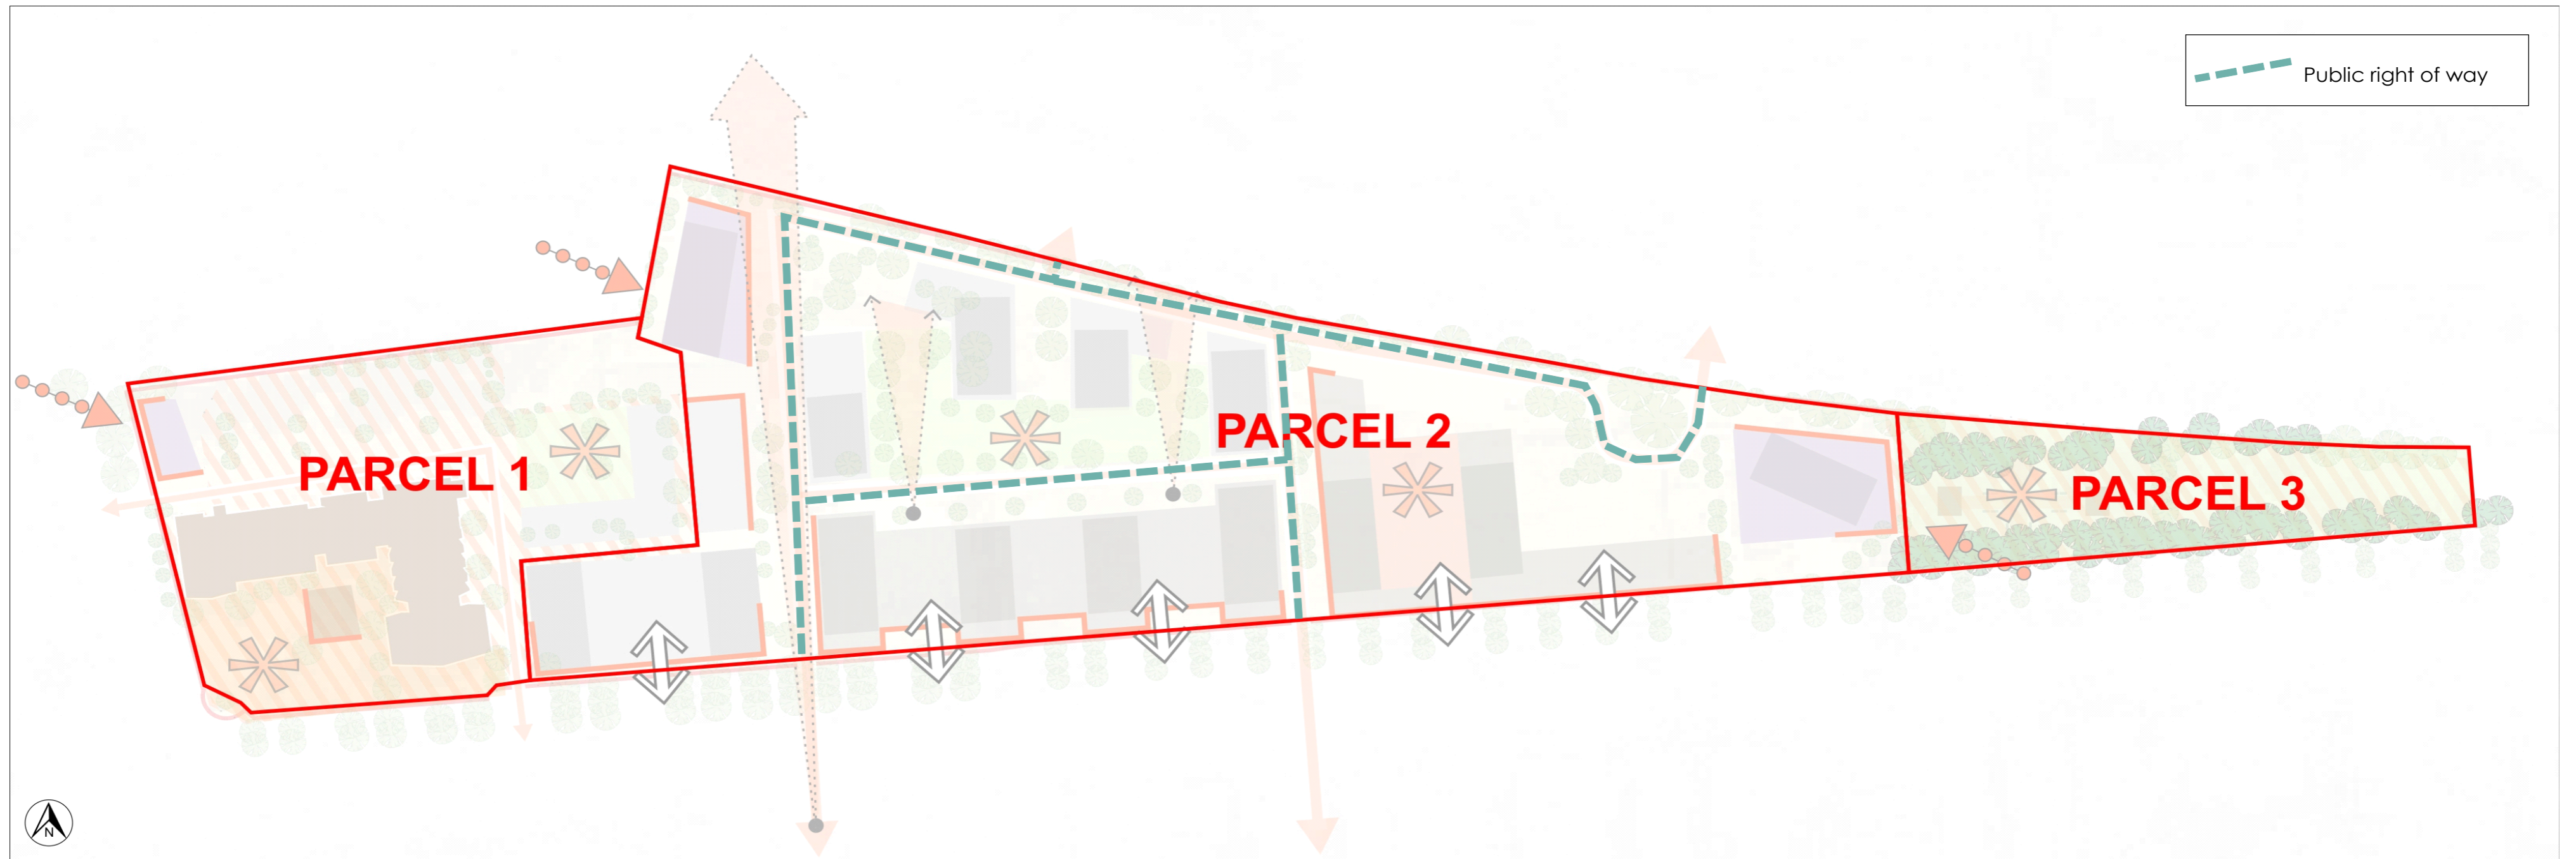 Public right of way
PARCEL 1
PARCEL 2
PARCEL 3
N